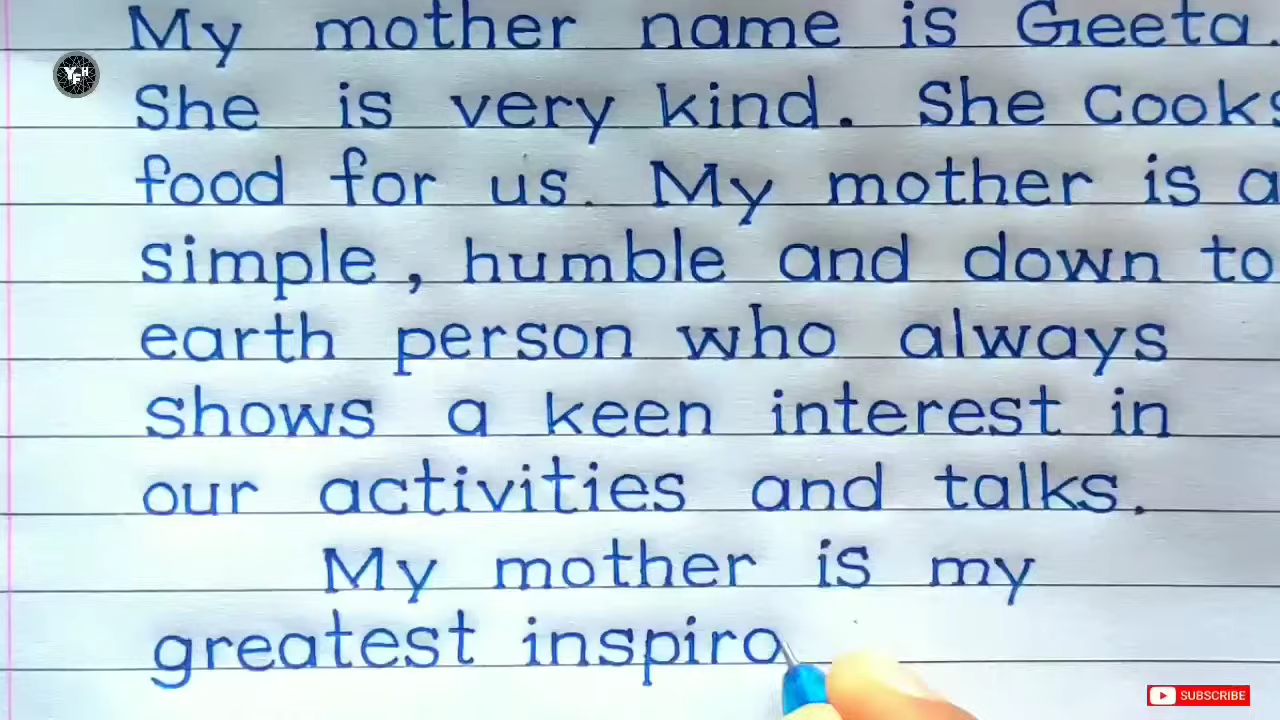 My mother name is Geeta.
She is very kind. She Cooks
food for us. My mother is a
simple, humble and down to
earth person who always
shows a keen interest in
our activities and talks.
My mother is my
greatest inspira
YFH
SUBSCRIBE